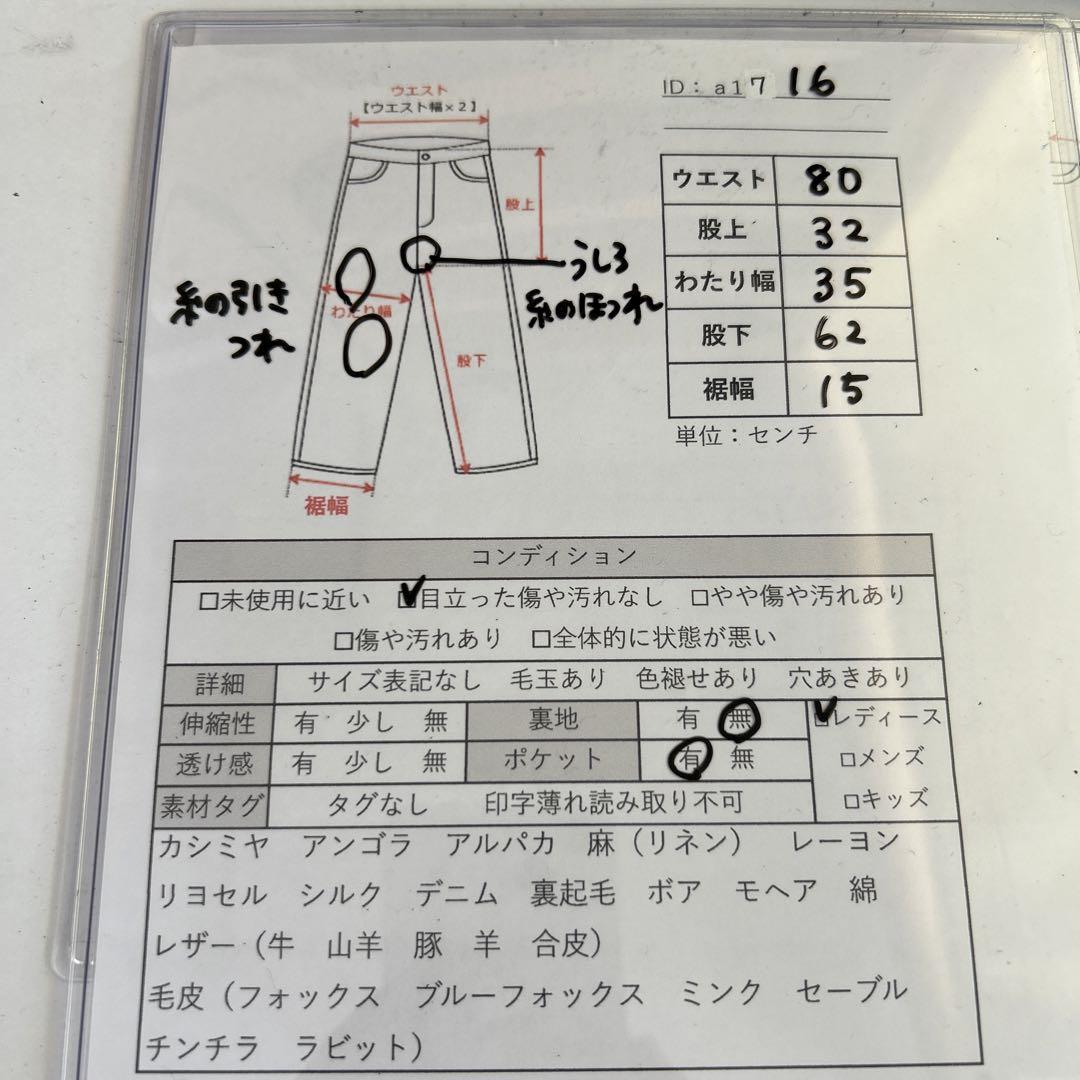 ウエスト
【ウエスト幅×2】
ID：a17 16
股上
うしろ
糸のほつれ
糸の引き
つれ
わたり幅
股下
裾幅
ウエスト 80
股上 32
わたり幅 35
股下 62
裾幅 15
単位：センチ
コンディション
□未使用に近い ☑目立った傷や汚れなし □やや傷や汚れあり
□傷や汚れあり □全体的に状態が悪い
詳細 サイズ表記なし 毛玉あり 色褪せあり 穴あきあり
伸縮性 有 少し 無 裏地 有 無 ☑レディース
透け感 有 少し 無 ポケット 有 無 □メンズ
素材タグ タグなし 印字薄れ読み取り不可 □キッズ
カシミヤ アンゴラ アルパカ 麻（リネン） レーヨン
リヨセル シルク デニム 裏起毛 ボア モヘア 綿
レザー（牛 山羊 豚 羊 合皮）
毛皮（フォックス ブルーフォックス ミンク セーブル
チンチラ ラビット）